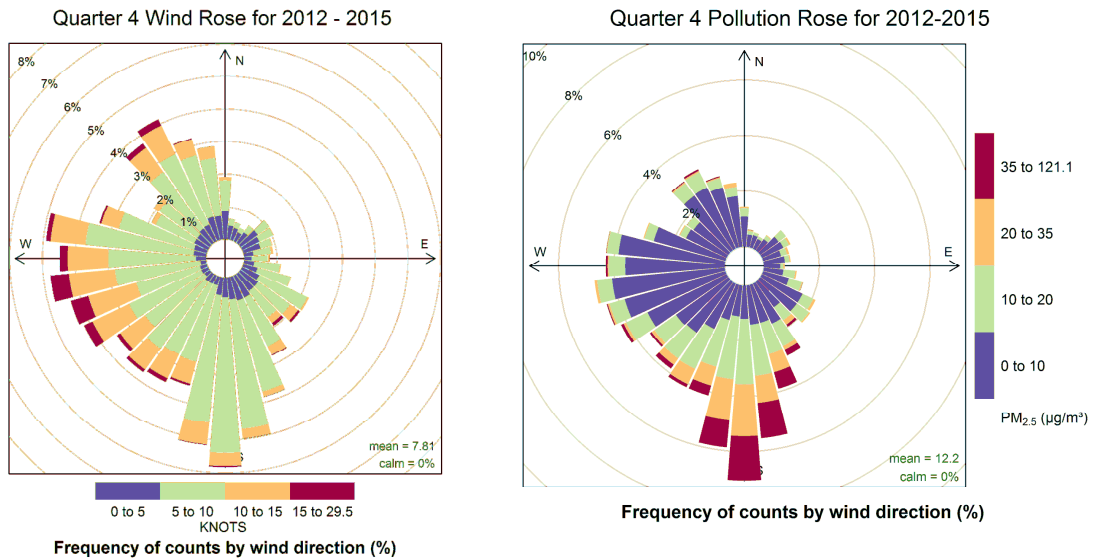 Quarter 4 Wind Rose for 2012 - 2015
8%
7%
6%
5%
4%
3%
2%
1%
N
W
E
S
mean = 7.81
calm = 0%
0 to 5
5 to 10
10 to 15
15 to 29.5
KNOTS
Frequency of counts by wind direction (%)
Quarter 4 Pollution Rose for 2012-2015
10%
8%
6%
4%
2%
N
W
E
S
mean = 12.2
calm = 0%
35 to 121.1
20 to 35
10 to 20
0 to 10
PM₂.₅ (µg/m³)
Frequency of counts by wind direction (%)